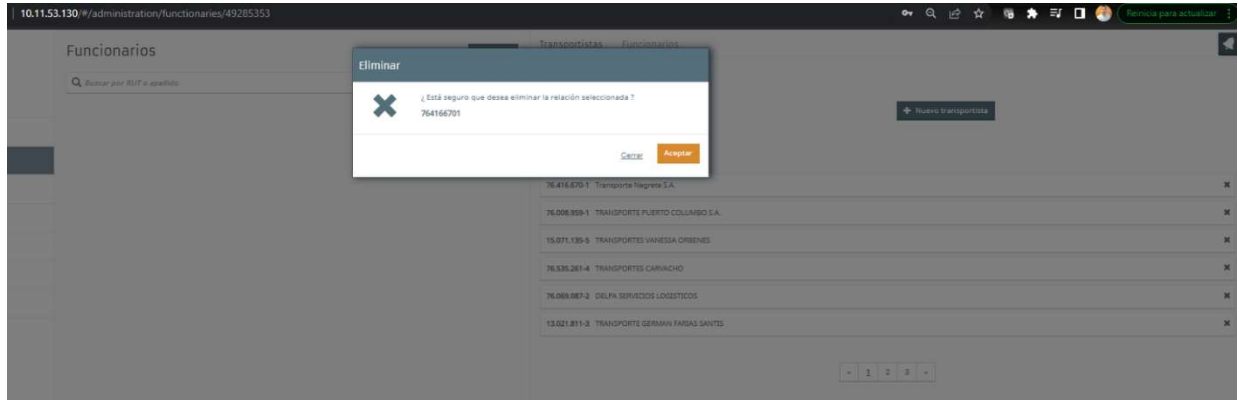 10.11.53.130/#/administration/functionaries/49285353
Reinicia para actualizar
Funcionarios
Transportistas Funcionarios
Buscar por RUT o apellido
Eliminar
¿ Está seguro que desea eliminar la relación seleccionada ?
764166701
Cerrar Aceptar
+ Nuevo transportista
76.416.670-1 Transporte Negrete S.A.
76.008.959-1 TRANSPORTE PUERTO COLUMBO S.A.
15.071.135-5 TRANSPORTES VANESSA ORBENES
76.535.261-4 TRANSPORTES CARVACHO
76.069.087-2 DELFA SERVICIOS LOGISTICOS
13.021.811-3 TRANSPORTE GERMAN FARIAS SANTIS
« 1 2 3 »